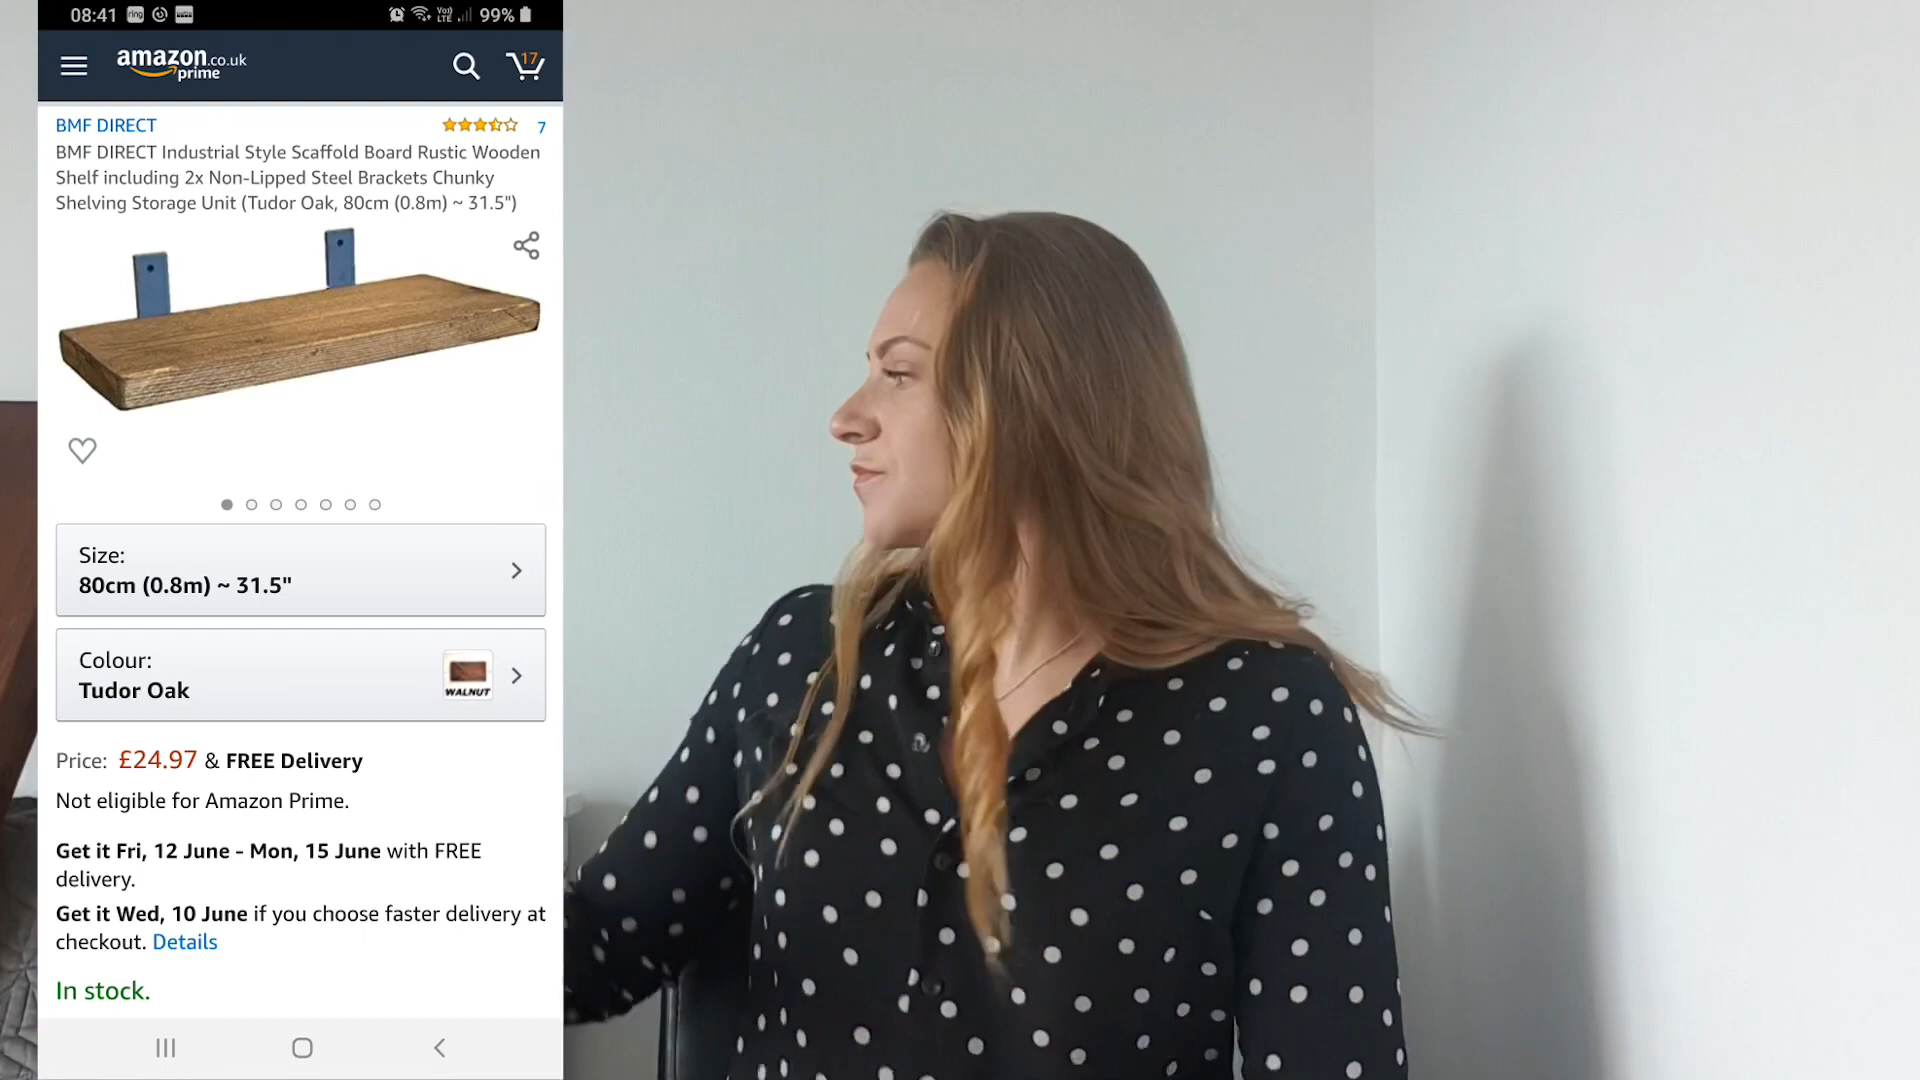 08:41 ring 99%
amazon.co.uk
prime
17
BMF DIRECT 7
BMF DIRECT Industrial Style Scaffold Board Rustic Wooden
Shelf including 2x Non-Lipped Steel Brackets Chunky
Shelving Storage Unit (Tudor Oak, 80cm (0.8m) ~ 31.5")
Size:
80cm (0.8m) ~ 31.5"
Colour:
Tudor Oak
WALNUT
Price: £24.97 & FREE Delivery
Not eligible for Amazon Prime.
Get it Fri, 12 June - Mon, 15 June with FREE
delivery.
Get it Wed, 10 June if you choose faster delivery at
checkout. Details
In stock.